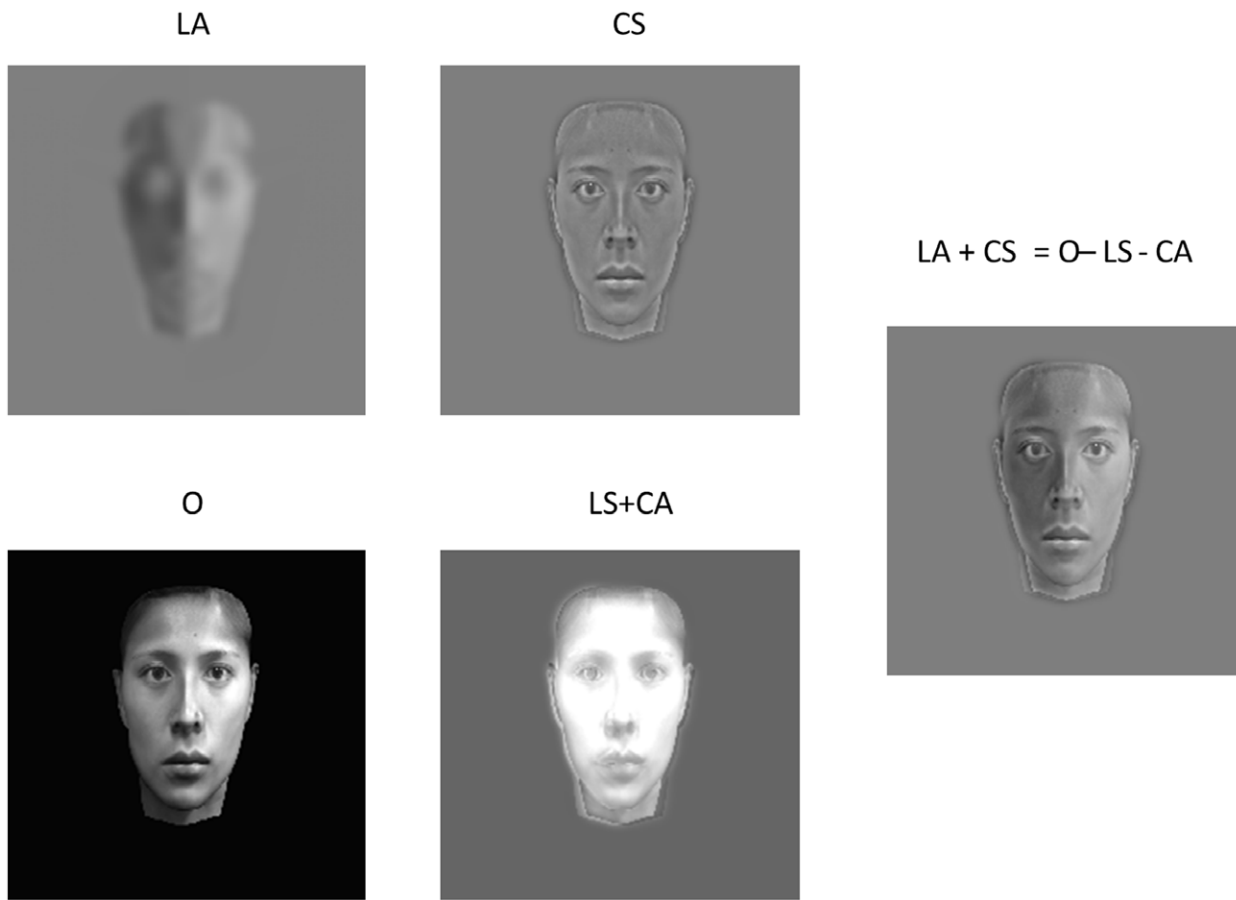 LA
CS
LA + CS = O– LS - CA
O
LS+CA